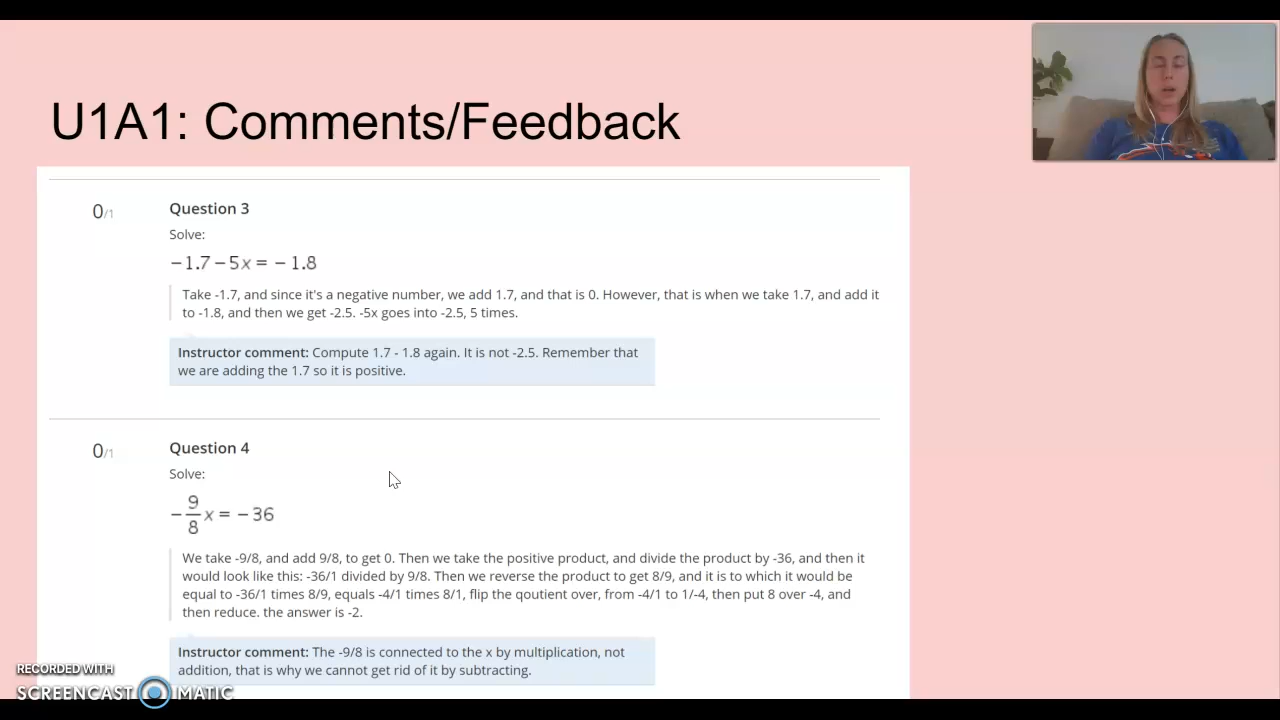 U1A1: Comments/Feedback
0/1
Question 3
Solve:
−1.7−5x = −1.8
Take -1.7, and since it's a negative number, we add 1.7, and that is 0. However, that is when we take 1.7, and add it
to -1.8, and then we get -2.5. -5x goes into -2.5, 5 times.
Instructor comment: Compute 1.7 - 1.8 again. It is not -2.5. Remember that
we are adding the 1.7 so it is positive.
0/1
Question 4
Solve:
−9/8 x = −36
We take -9/8, and add 9/8, to get 0. Then we take the positive product, and divide the product by -36, and then it
would look like this: -36/1 divided by 9/8. Then we reverse the product to get 8/9, and it is to which it would be
equal to -36/1 times 8/9, equals -4/1 times 8/1, flip the qoutient over, from -4/1 to 1/-4, then put 8 over -4, and
then reduce. the answer is -2.
Instructor comment: The -9/8 is connected to the x by multiplication, not
addition, that is why we cannot get rid of it by subtracting.
RECORDED WITH
SCREENCAST MATIC